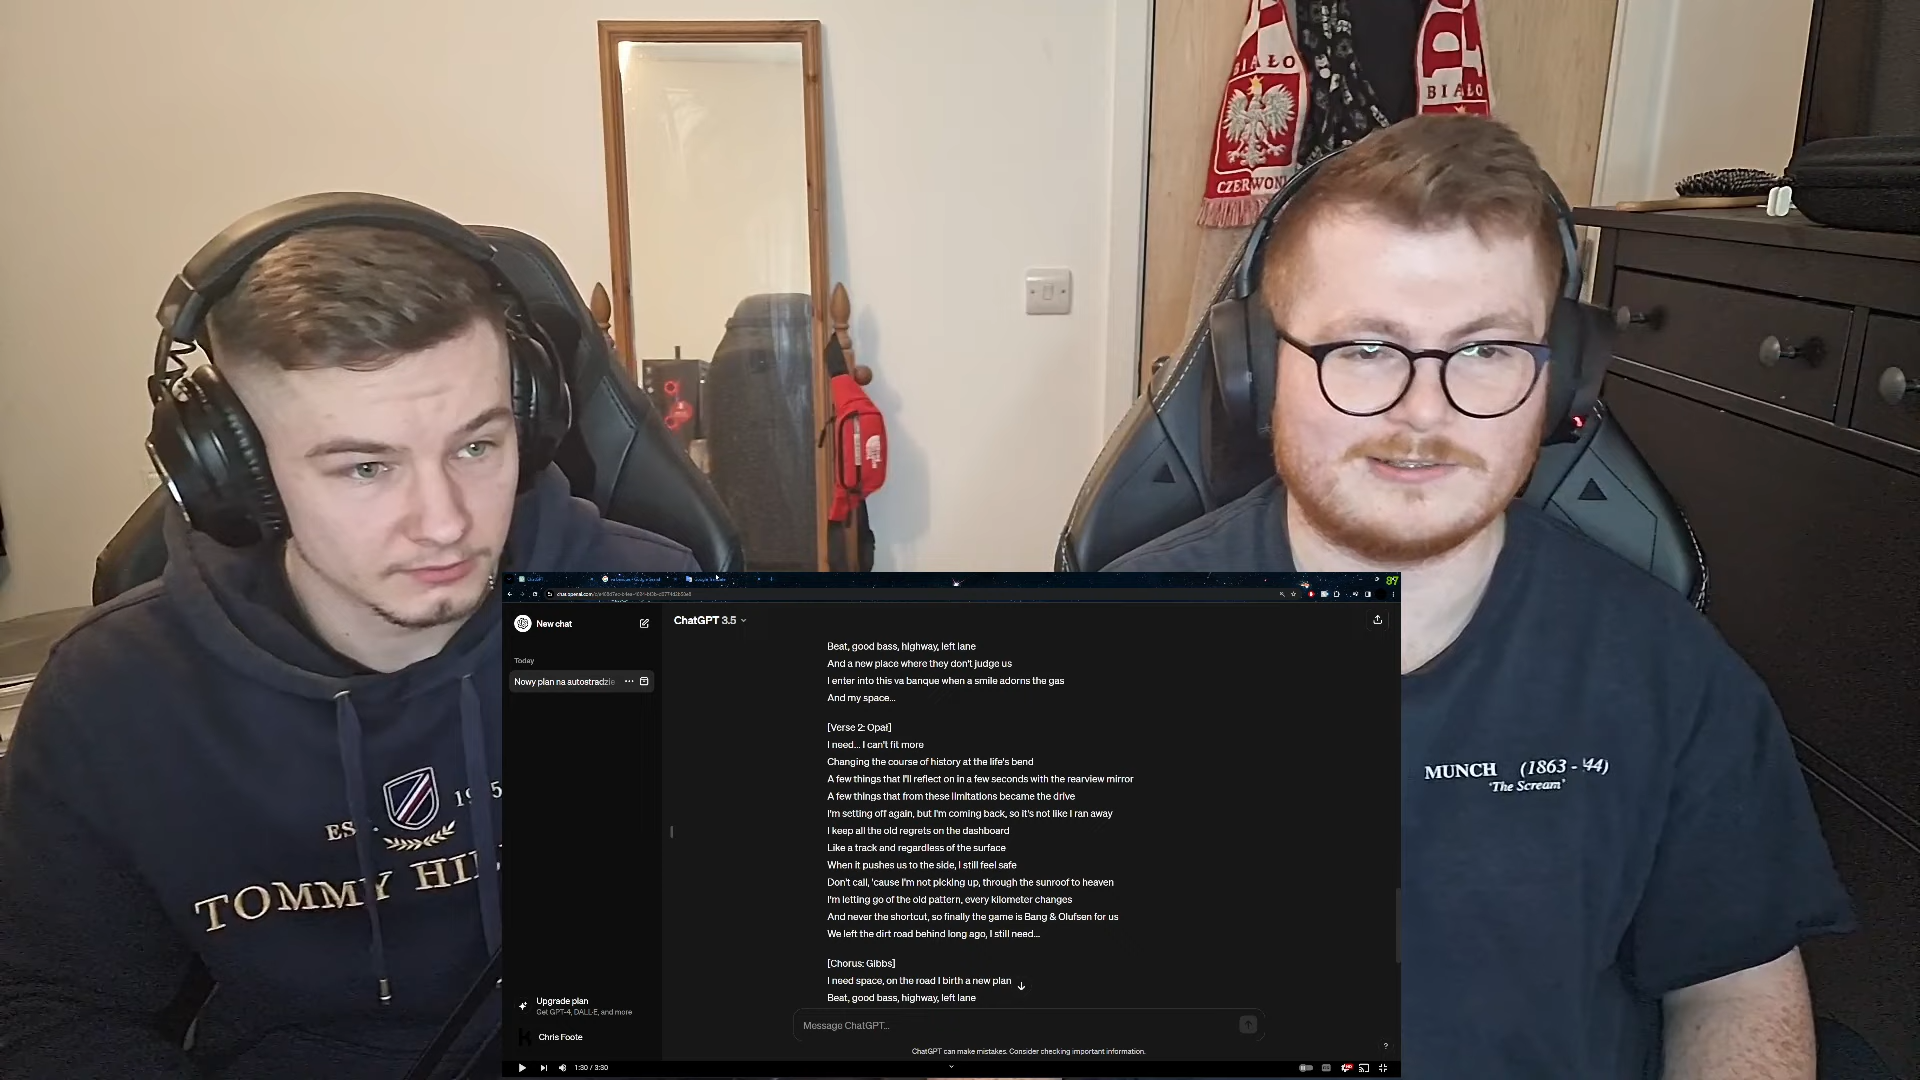 BIAŁO
CZERWONI
BIAŁO
EST.
195
TOMMY HIL
MUNCH (1863 - '44)
'The Scream'
89
New chat
Today
Nowy plan na autostradzie
Upgrade plan
Get GPT-4, DALL·E, and more
Chris Foote
ChatGPT 3.5
Beat, good bass, highway, left lane
And a new place where they don't judge us
I enter into this va banque when a smile adorns the gas
And my space...
[Verse 2: Opał]
I need... I can't fit more
Changing the course of history at the life's bend
A few things that I'll reflect on in a few seconds with the rearview mirror
A few things that from these limitations became the drive
I'm setting off again, but I'm coming back, so it's not like I ran away
I keep all the old regrets on the dashboard
Like a track and regardless of the surface
When it pushes us to the side, I still feel safe
Don't call, 'cause I'm not picking up, through the sunroof to heaven
I'm letting go of the old pattern, every kilometer changes
And never the shortcut, so finally the game is Bang & Olufsen for us
We left the dirt road behind long ago, I still need...
[Chorus: Gibbs]
I need space, on the road I birth a new plan
Beat, good bass, highway, left lane
Message ChatGPT...
ChatGPT can make mistakes. Consider checking important information.
?
1:30 / 3:30